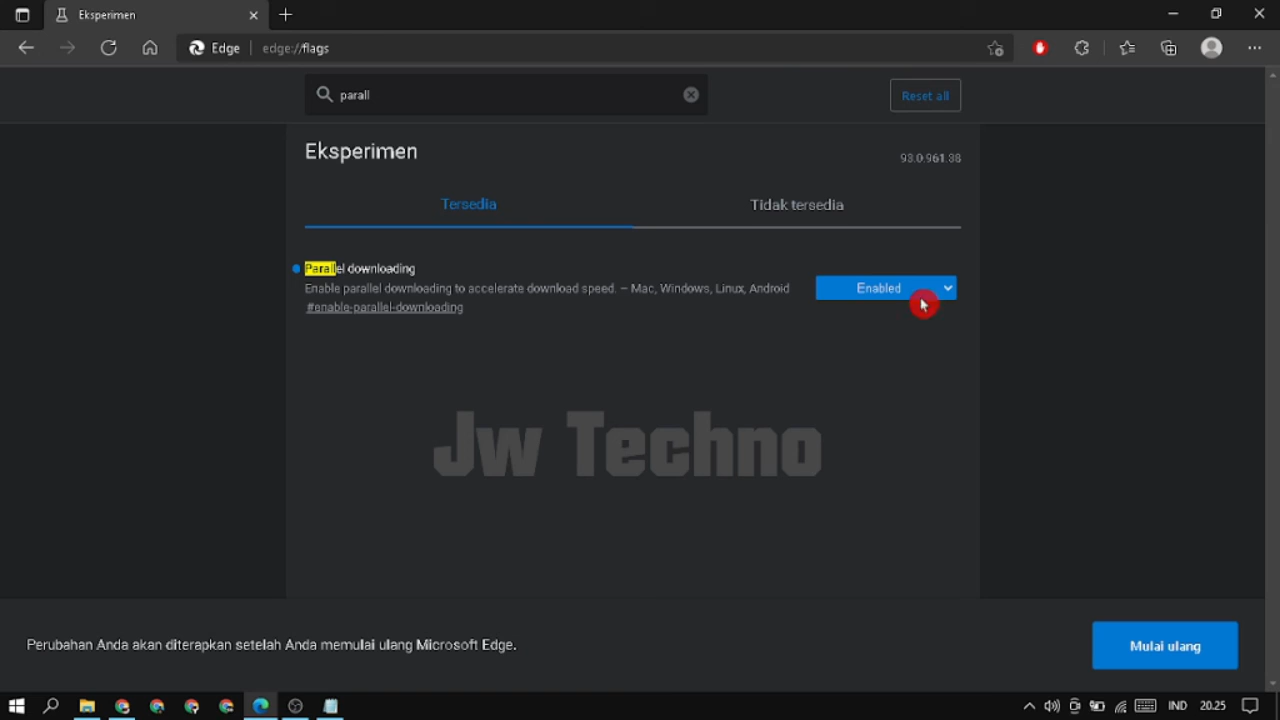 Eksperimen
Edge
edge://flags
parall
Reset all
Eksperimen
93.0.961.38
Tersedia
Tidak tersedia
Parallel downloading
Enable parallel downloading to accelerate download speed. – Mac, Windows, Linux, Android
#enable-parallel-downloading
Enabled
Jw Techno
Perubahan Anda akan diterapkan setelah Anda memulai ulang Microsoft Edge.
Mulai ulang
IND
20.25